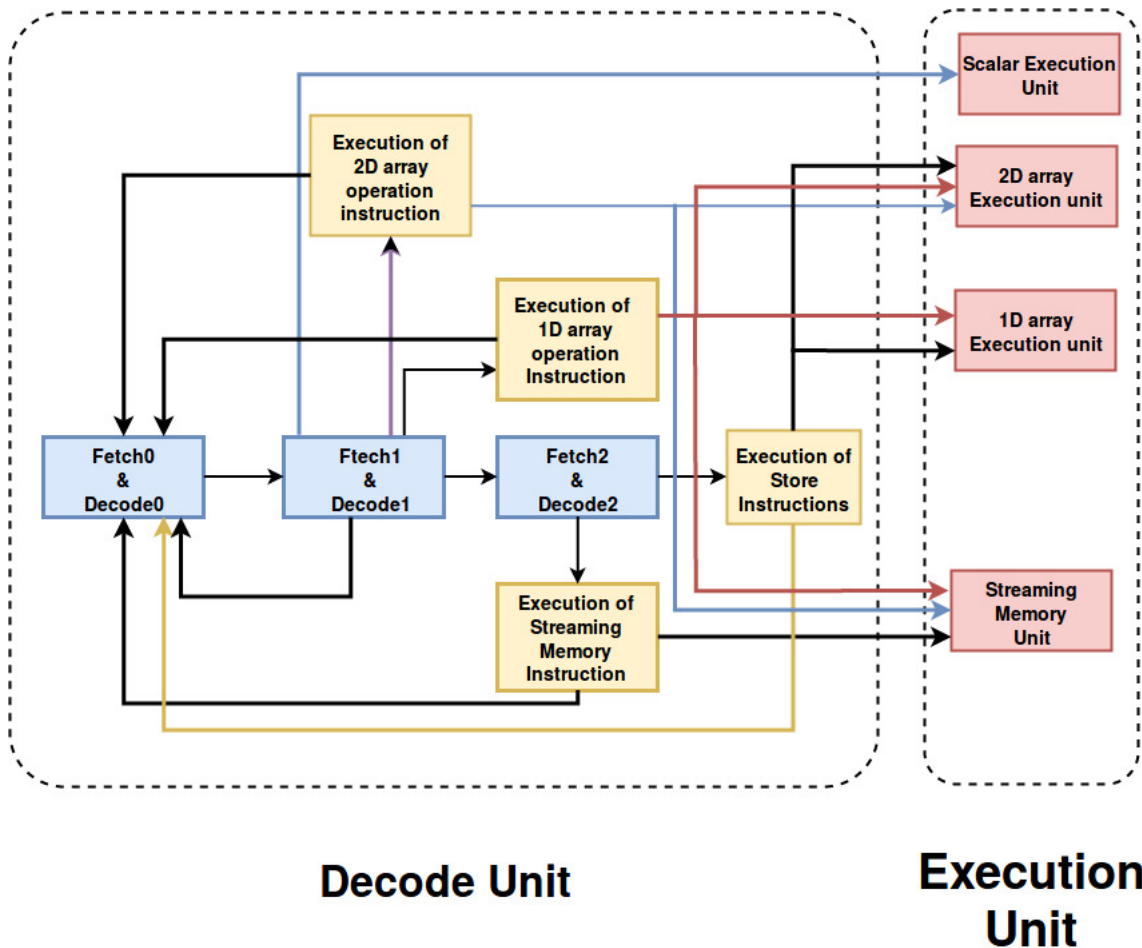 Scalar Execution
Unit
Execution of
2D array
operation
instruction
2D array
Execution unit
Execution of
1D array
operation
Instruction
1D array
Execution unit
Fetch0
&
Decode0
Ftech1
&
Decode1
Fetch2
&
Decode2
Execution of
Store
Instructions
Execution of
Streaming
Memory
Instruction
Streaming
Memory
Unit
Decode Unit
Execution
Unit